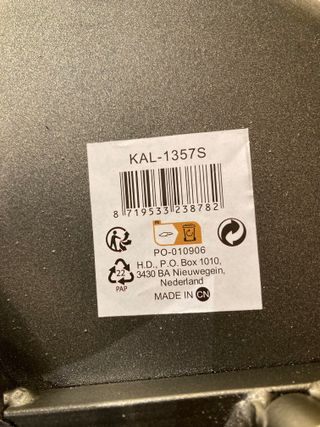 KAL-1357S
8 719533 238782
PO-010906
H.D., P.O. Box 1010,
3430 BA Nieuwegein,
Nederland
22
PAP
MADE IN CN